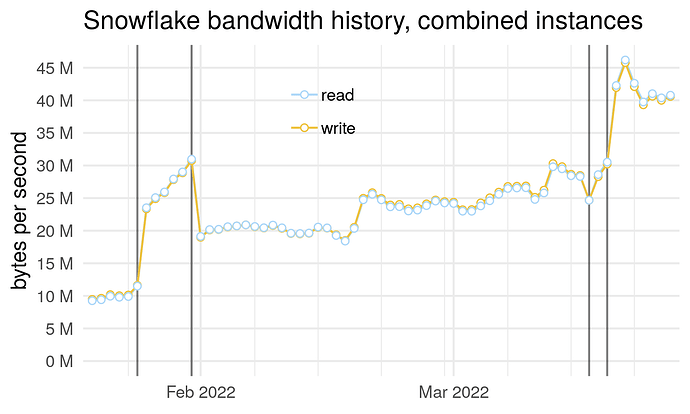 Snowflake bandwidth history, combined instances
bytes per second
45 M
40 M
35 M
30 M
25 M
20 M
15 M
10 M
5 M
0 M
read
write
Feb 2022
Mar 2022